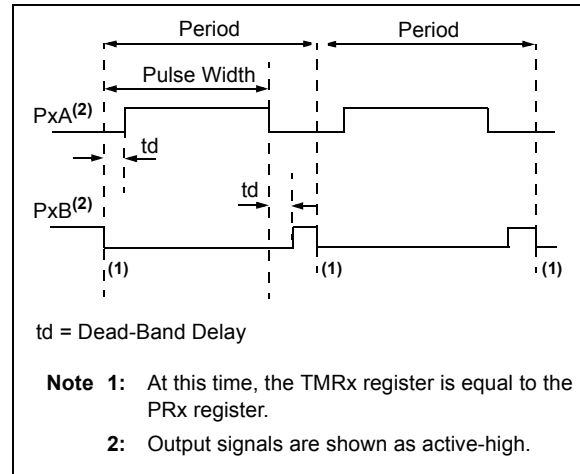 Period Period
Pulse Width
PxA(2)
td
td
PxB(2)
(1) (1) (1)
td = Dead-Band Delay
Note 1: At this time, the TMRx register is equal to the
PRx register.
2: Output signals are shown as active-high.